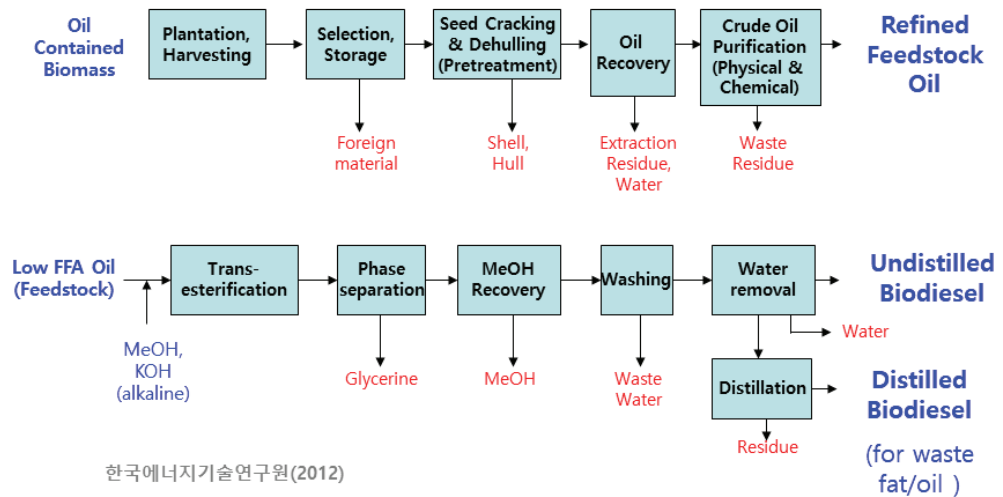 Oil
Contained
Biomass
Plantation,
Harvesting
Selection,
Storage
Seed Cracking
& Dehulling
(Pretreatment)
Oil
Recovery
Crude Oil
Purification
(Physical &
Chemical)
Refined
Feedstock
Oil
Foreign
material
Shell,
Hull
Extraction
Residue,
Water
Waste
Residue
Low FFA Oil
(Feedstock)
Trans-
esterification
Phase
separation
MeOH
Recovery
Washing
Water
removal
Undistilled
Biodiesel
MeOH,
KOH
(alkaline)
Glycerine
MeOH
Waste
Water
Water
Distillation
Distilled
Biodiesel
(for waste
fat/oil )
Residue
한국에너지기술연구원(2012)